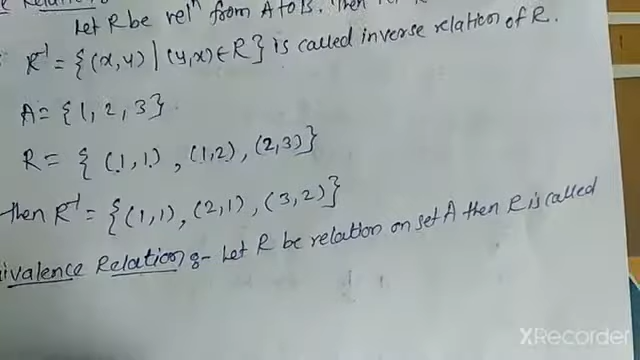 Let R be relⁿ from A to B. Then
R⁻¹ = {(x,y) | (y,x) ∈ R} is called inverse relation of R.
A = {1, 2, 3}
R = { (1,1) , (1,2) , (2,3)}
then R⁻¹ = {(1,1), (2,1), (3,2)}
ivalence Relation :- Let R be relation on set A then R is called
XRecorder